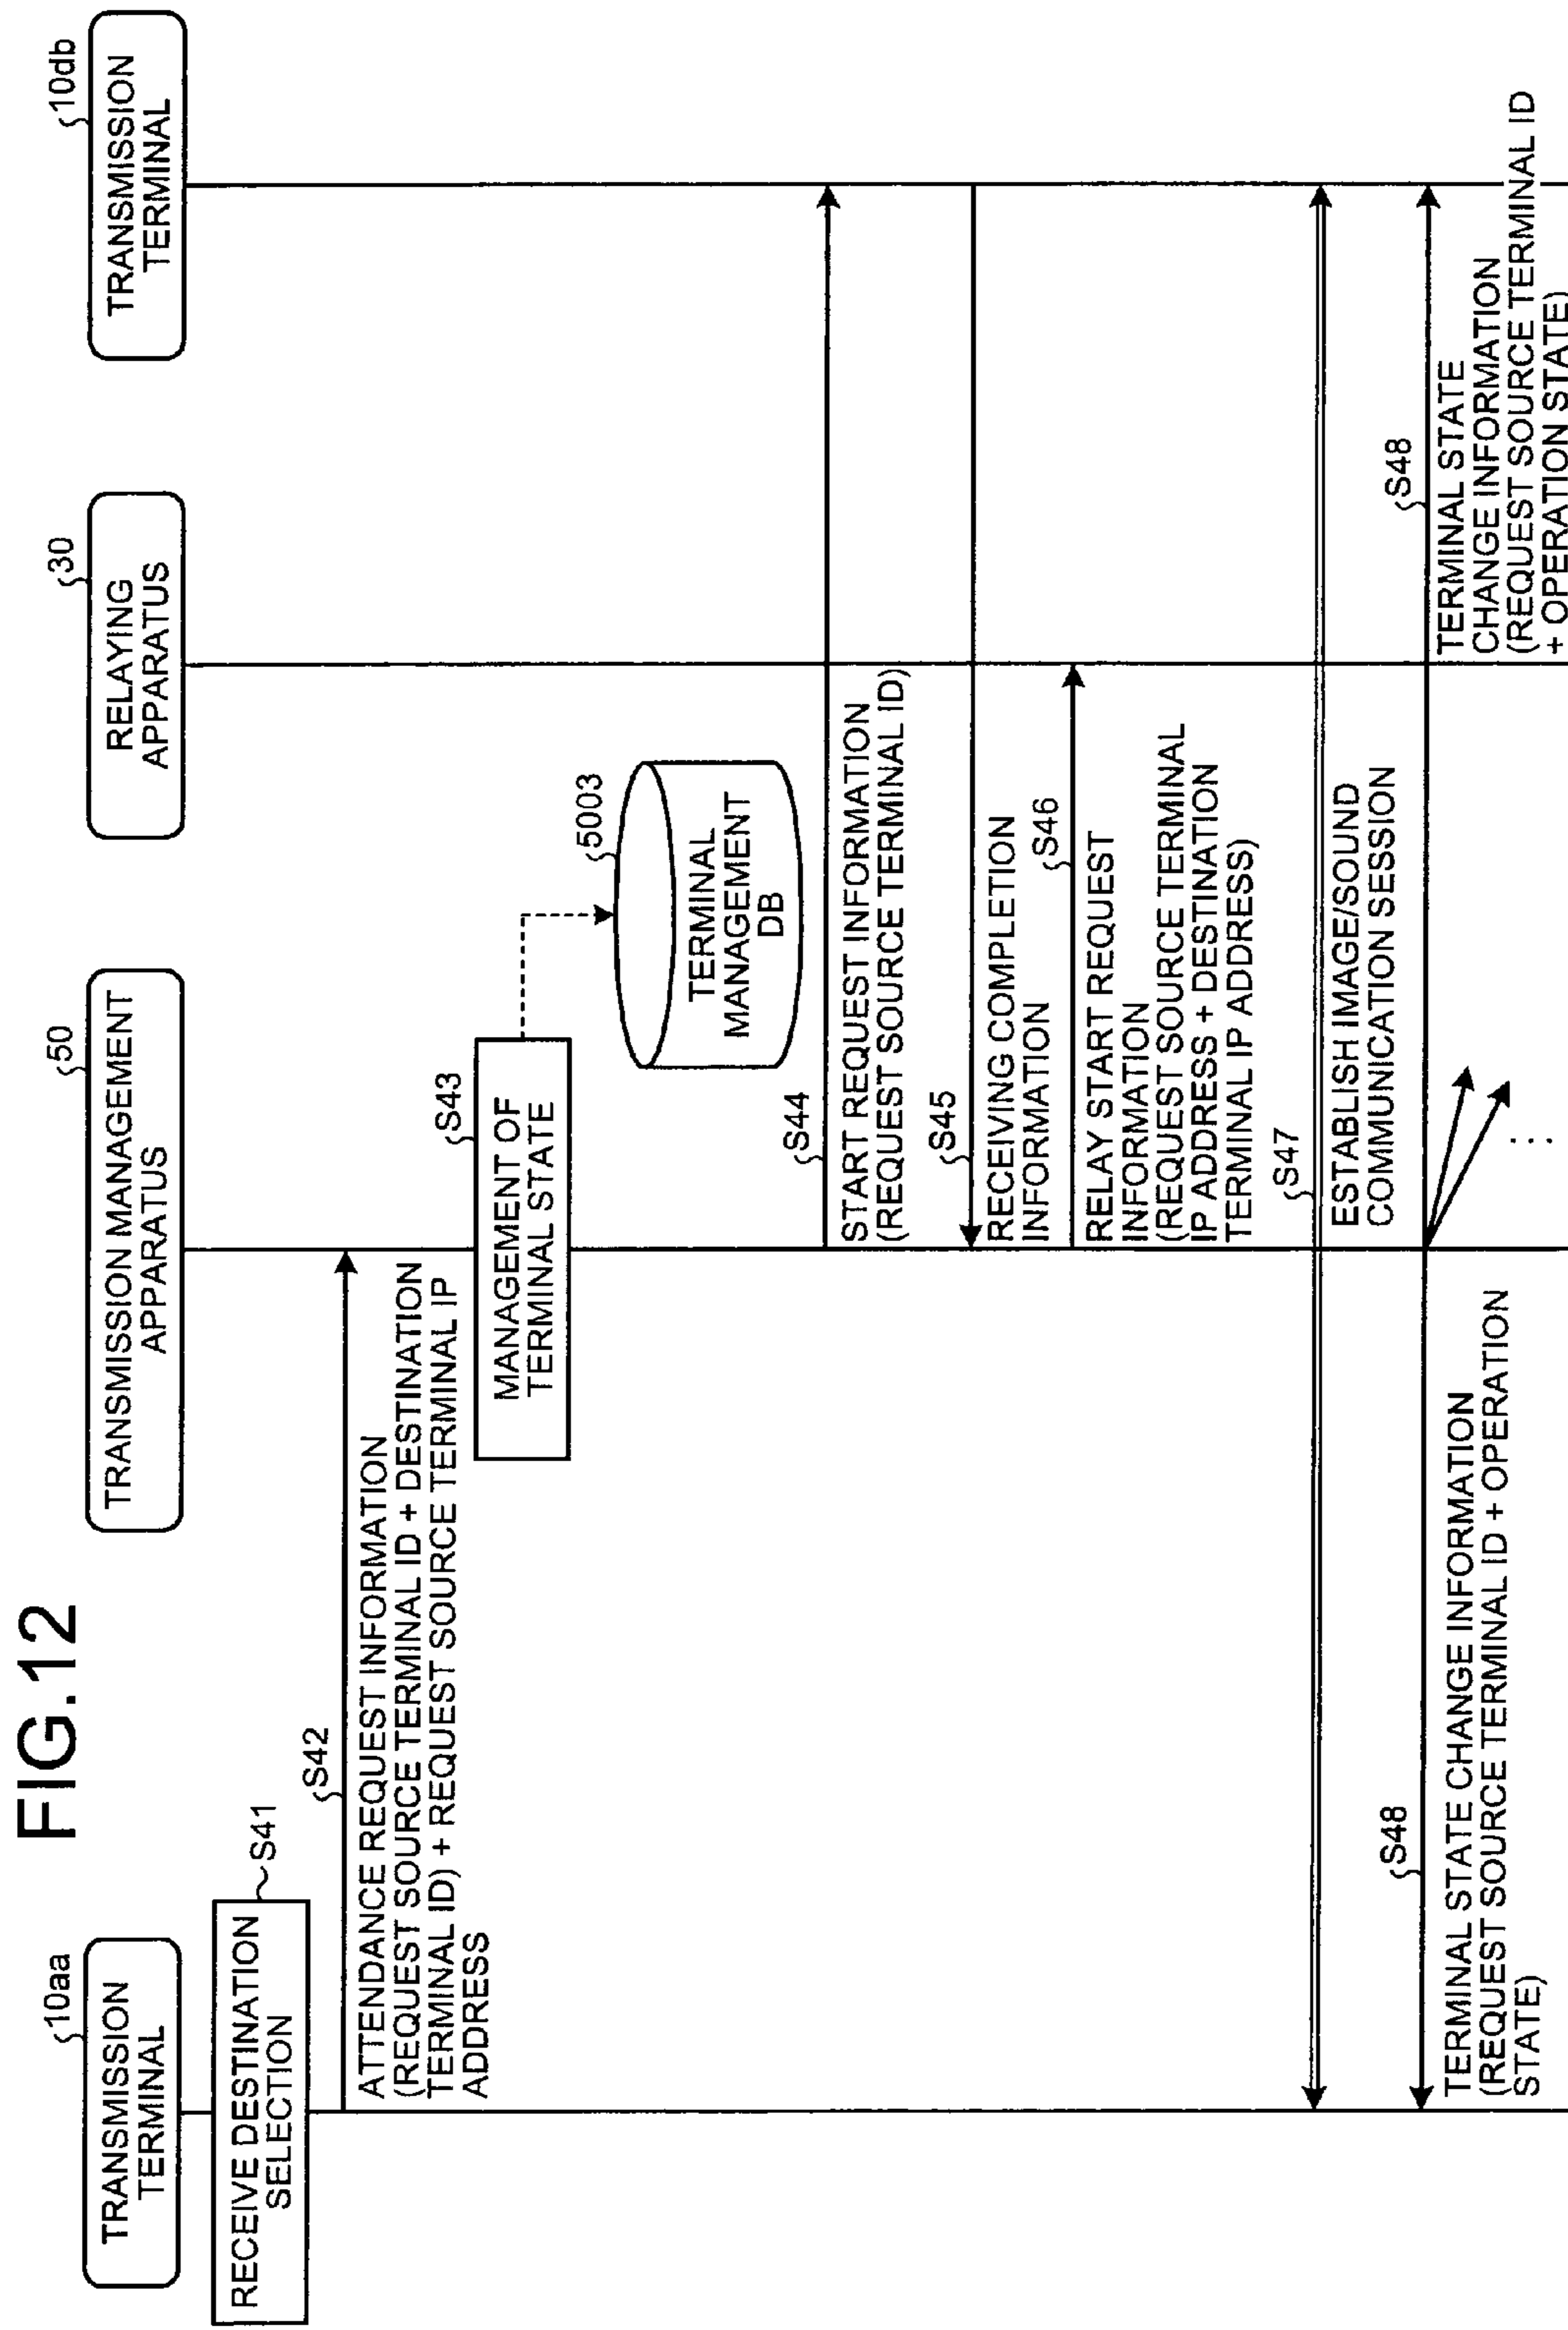 FIG.12
10aa
TRANSMISSION
TERMINAL
50
TRANSMISSION MANAGEMENT
APPARATUS
30
RELAYING
APPARATUS
10db
TRANSMISSION
TERMINAL
RECEIVE DESTINATION
SELECTION
S41
S42
ATTENDANCE REQUEST INFORMATION
(REQUEST SOURCE TERMINAL ID + DESTINATION
TERMINAL ID) + REQUEST SOURCE TERMINAL IP
ADDRESS
S43
MANAGEMENT OF
TERMINAL STATE
5003
TERMINAL
MANAGEMENT
DB
S44
START REQUEST INFORMATION
(REQUEST SOURCE TERMINAL ID)
S45
RECEIVING COMPLETION
INFORMATION
S46
RELAY START REQUEST
INFORMATION
(REQUEST SOURCE TERMINAL
IP ADDRESS + DESTINATION
TERMINAL IP ADDRESS)
S47
ESTABLISH IMAGE/SOUND
COMMUNICATION SESSION
S48
TERMINAL STATE CHANGE INFORMATION
(REQUEST SOURCE TERMINAL ID + OPERATION
STATE)
...
S48
TERMINAL STATE
CHANGE INFORMATION
(REQUEST SOURCE TERMINAL ID
+ OPERATION STATE)